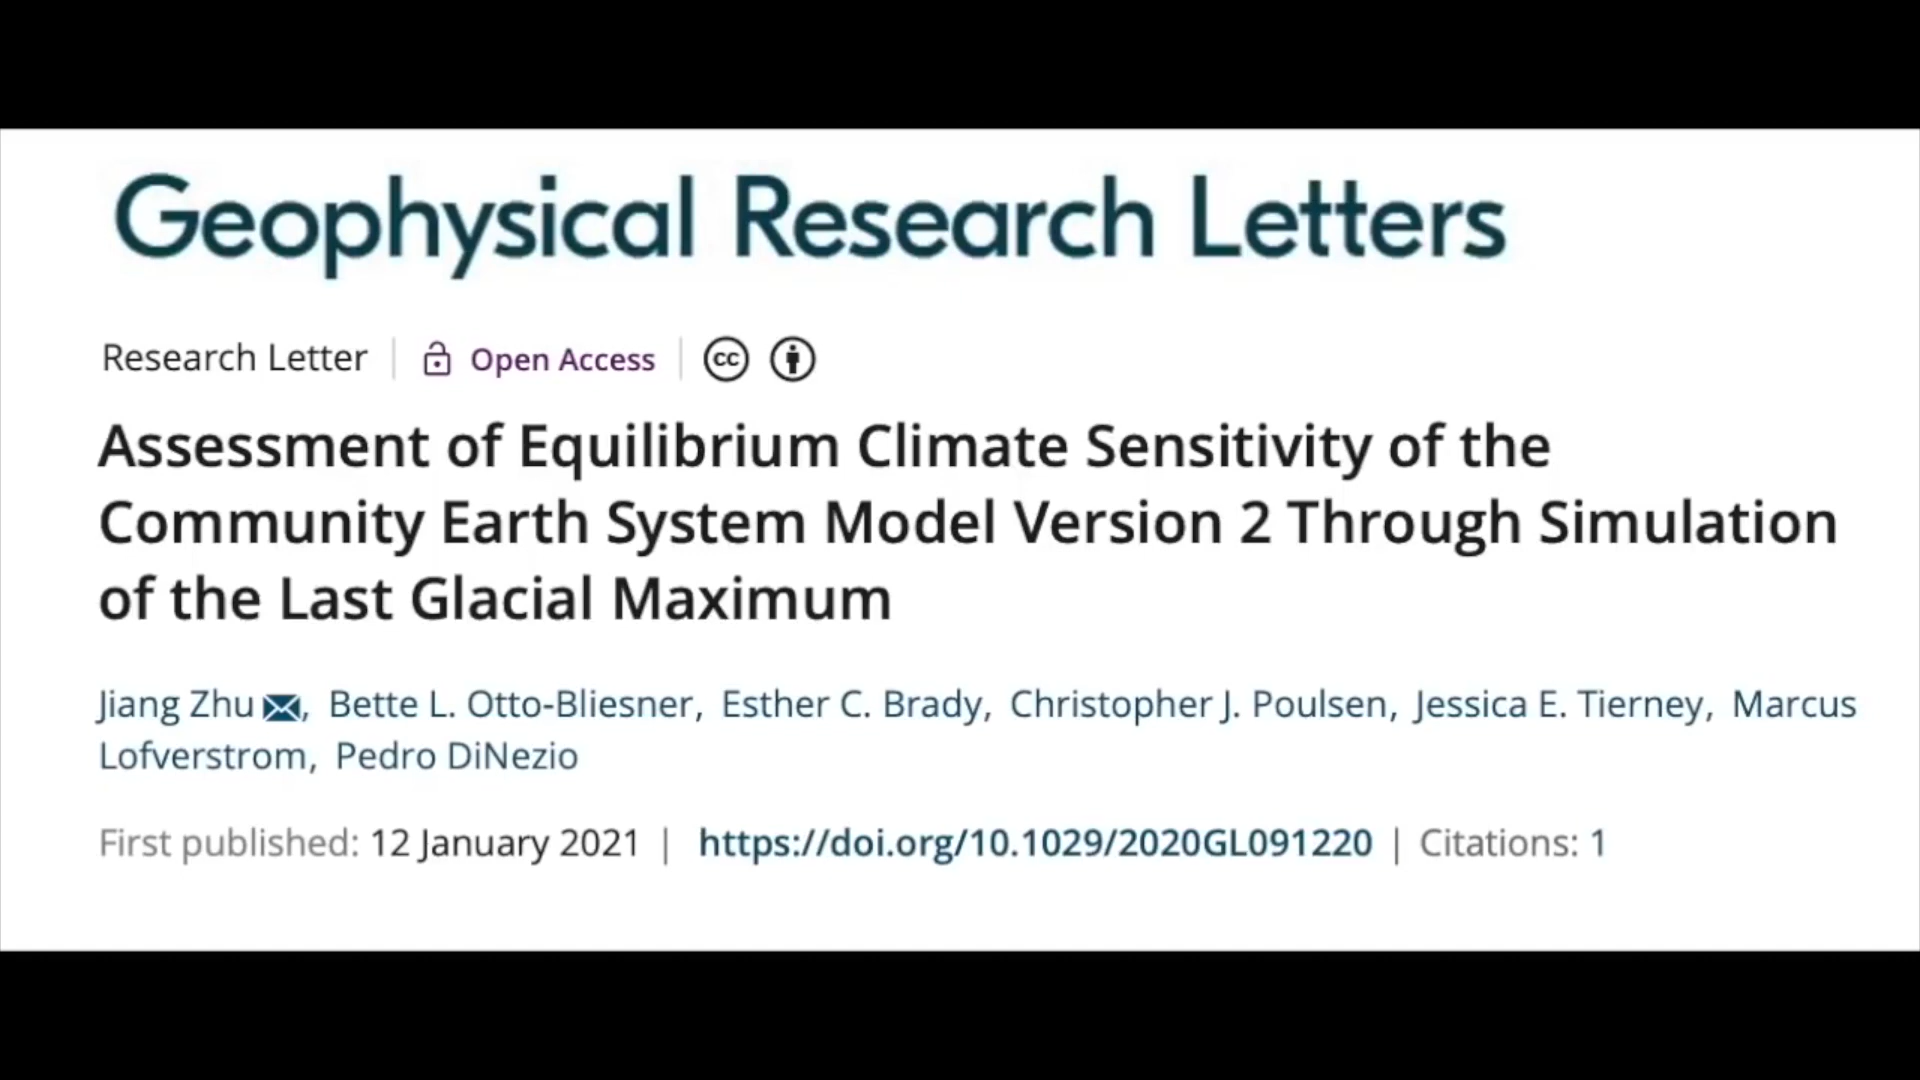 Geophysical Research Letters
Research Letter | Open Access | cc
Assessment of Equilibrium Climate Sensitivity of the
Community Earth System Model Version 2 Through Simulation
of the Last Glacial Maximum
Jiang Zhu, Bette L. Otto-Bliesner, Esther C. Brady, Christopher J. Poulsen, Jessica E. Tierney, Marcus
Lofverstrom, Pedro DiNezio
First published: 12 January 2021 | https://doi.org/10.1029/2020GL091220 | Citations: 1